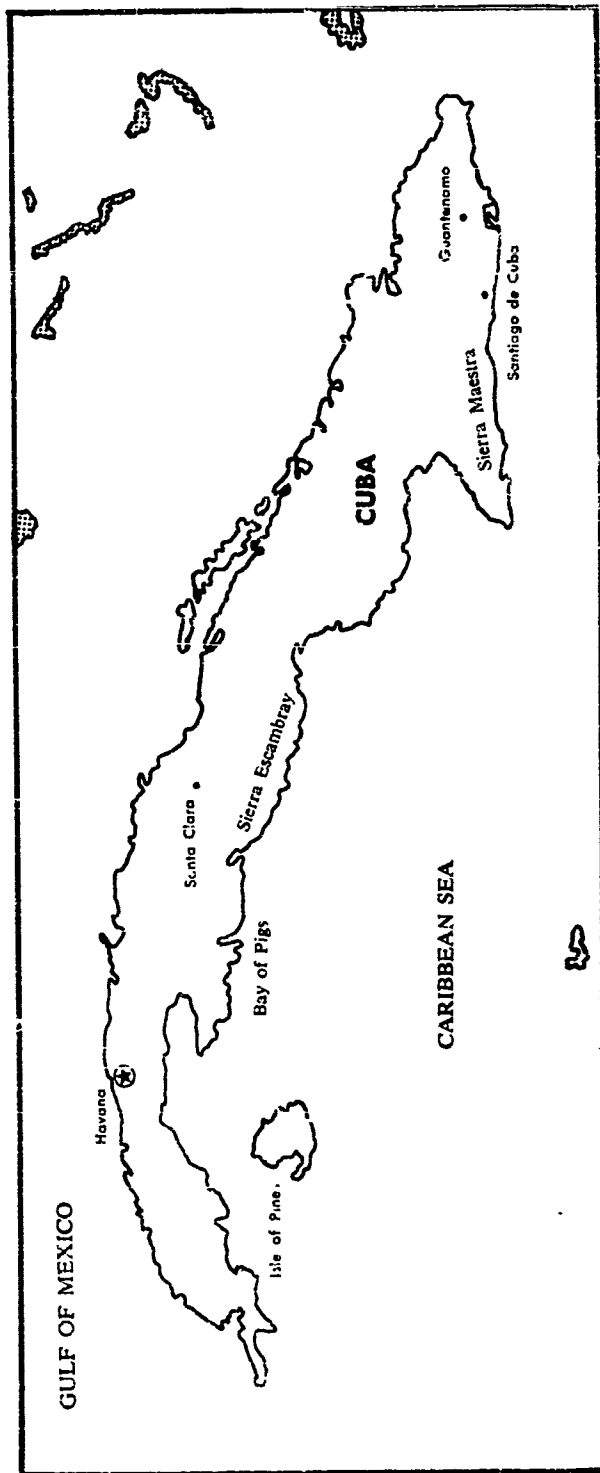 GULF OF MEXICO
Havana
Santa Clara
Sierra Escambray
Bay of Pigs
Isle of Pines
CUBA
Sierra Maestra
Guantenamo
Santiago de Cuba
CARIBBEAN SEA